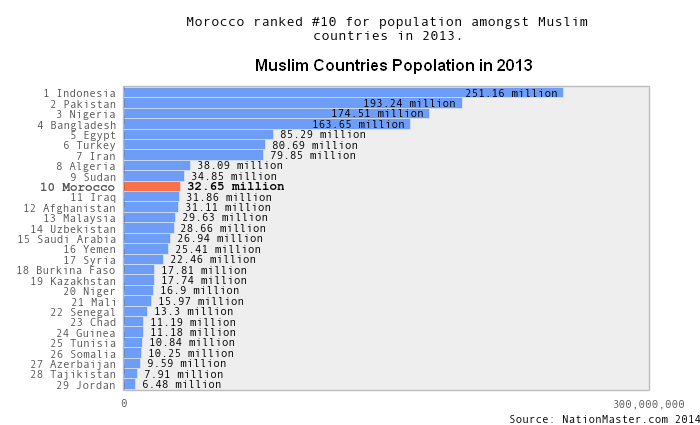 Morocco ranked #10 for population amongst Muslim
countries in 2013.
Muslim Countries Popolation in 2013
1 Indonesia 251.16 million
2 Pakistan 193.24 million
3 Nigeria 174.51 million
4 Bangladesh 163.65 million
5 Egypt 85.29 million
6 Turkey 80.69 million
7 Iran 79.85 million
8 Algeria 38.09 million
9 Sudan 34.85 million
10 Morocco 32.65 million
11 Iraq 31.86 million
12 Afghanistan 31.11 million
13 Malaysia 29.63 million
14 Uzbekistan 28.66 million
15 Saudi Arabia 26.94 million
16 Yemen 25.41 million
17 Syria 22.46 million
18 Burkina Faso 17.81 million
19 Kazakhstan 17.74 million
20 Niger 16.9 million
21 Mali 15.97 million
22 Senegal 13.3 million
23 Chad 11.19 million
24 Guinea 11.18 million
25 Tunisia 10.84 million
26 Somalia 10.25 million
27 Azerbaijan 9.59 million
28 Tajikistan 7.91 million
29 Jordan 6.48 million
0 300,000,000
Source: NationMaster.com 2014